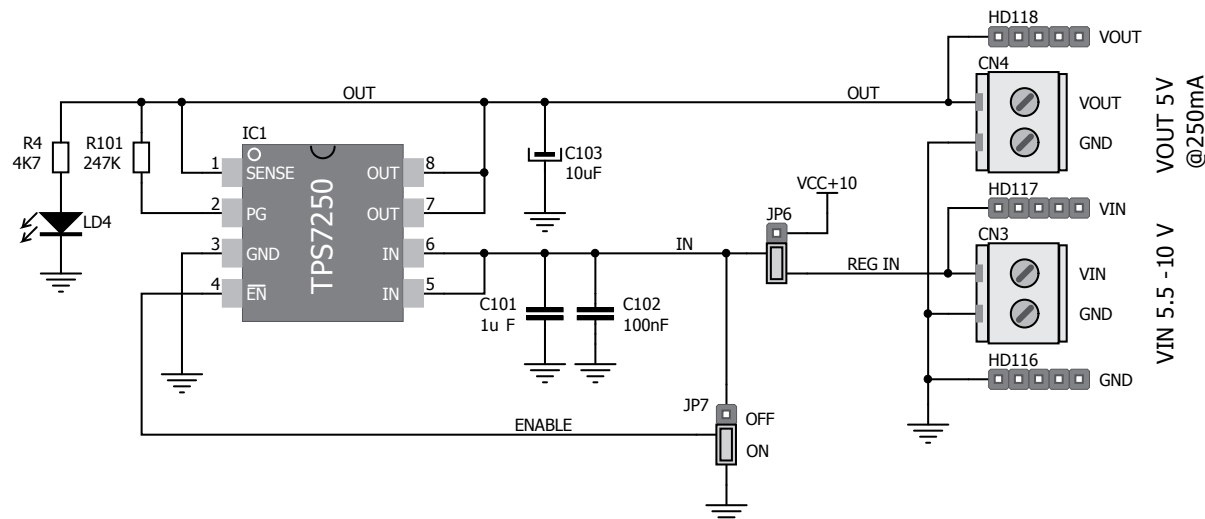 HD118
VOUT
CN4
OUT
OUT
VOUT
GND
VOUT 5V
@250mA
R4
4K7
R101
247K
IC1
1
SENSE
OUT
8
C103
10uF
VCC+10
HD117
VIN
LD4
2
PG
TPS7250
OUT
7
JP6
CN3
3
GND
IN
6
IN
REG IN
VIN
GND
VIN 5.5 -10 V
4
EN
IN
5
C101
1u F
C102
100nF
HD116
GND
JP7
OFF
ENABLE
ON